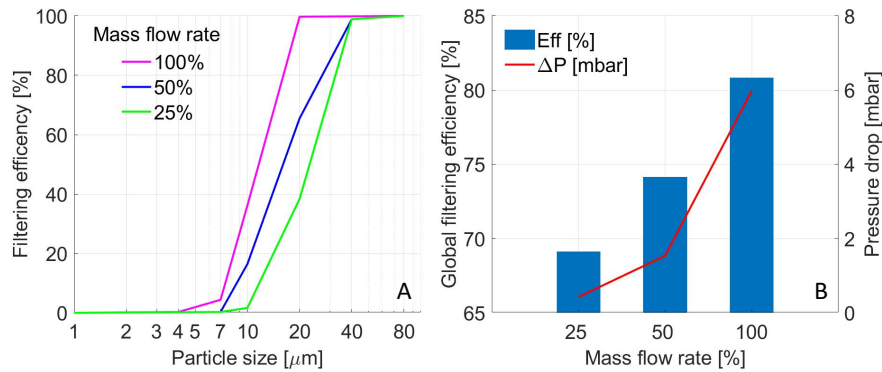 Filtering efficency [%]
100
80
60
40
20
0
Mass flow rate
100%
50%
25%
A
1 2 3 4 5 7 10 20 40 80
Particle size [μm]
Global filtering efficiency [%]
85
80
75
70
65
Eff [%]
ΔP [mbar]
B
25 50 100
Mass flow rate [%]
8
6
4
2
0
Pressure drop [mbar]